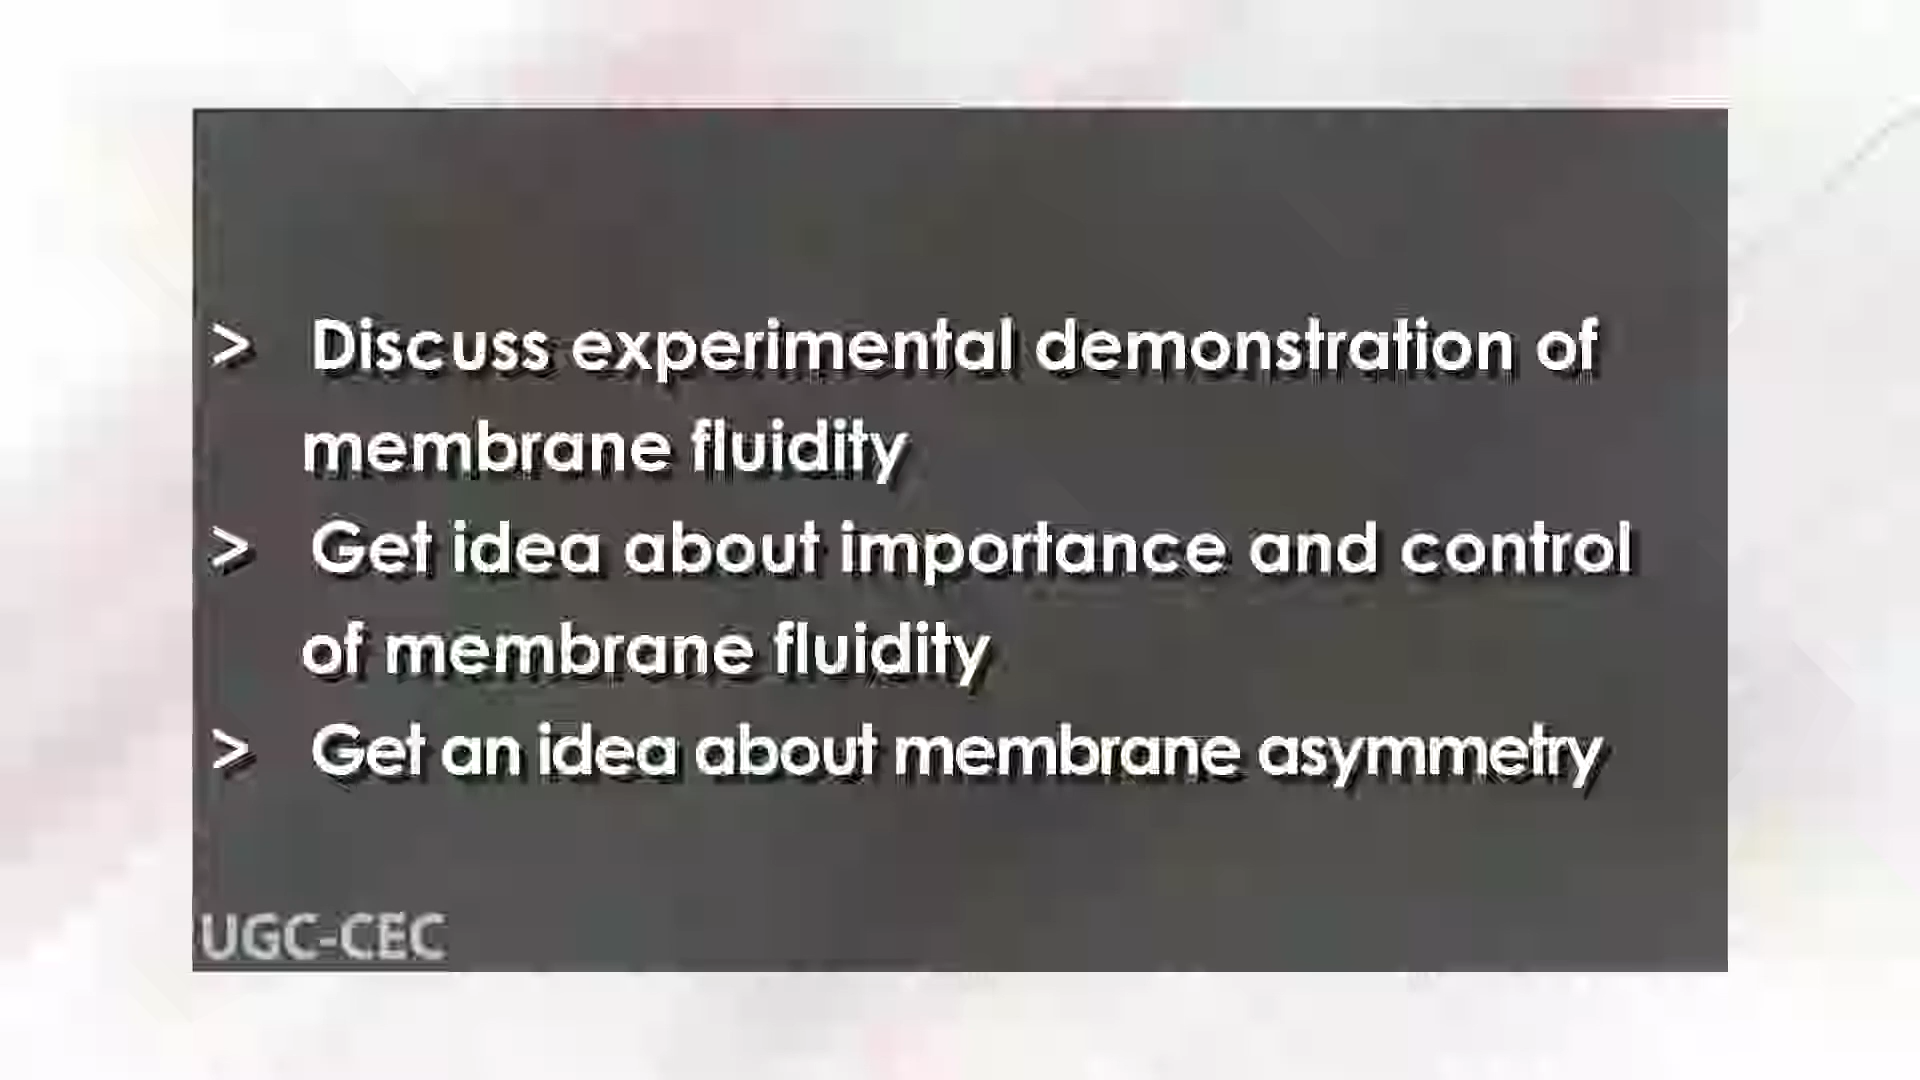 > Discuss experimental demonstration of
membrane fluidity
> Get idea about importance and control
of membrane fluidity
> Get an idea about membrane asymmetry
UGC-CEC